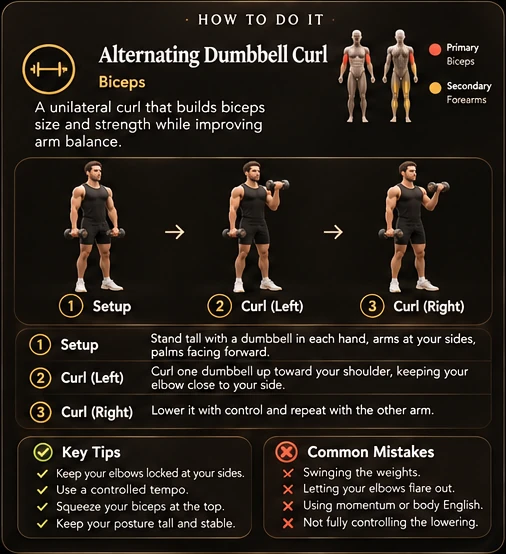 HOW TO DO IT
Alternating Dumbbell Curl
Biceps
A unilateral curl that builds biceps
size and strength while improving
arm balance.
Primary
Biceps
Secondary
Forearms
1 Setup
2 Curl (Left)
3 Curl (Right)
1 Setup
Stand tall with a dumbbell in each hand, arms at your sides,
palms facing forward.
2 Curl (Left)
Curl one dumbbell up toward your shoulder, keeping your
elbow close to your side.
3 Curl (Right)
Lower it with control and repeat with the other arm.
Key Tips
Keep your elbows locked at your sides.
Use a controlled tempo.
Squeeze your biceps at the top.
Keep your posture tall and stable.
Common Mistakes
Swinging the weights.
Letting your elbows flare out.
Using momentum or body English.
Not fully controlling the lowering.